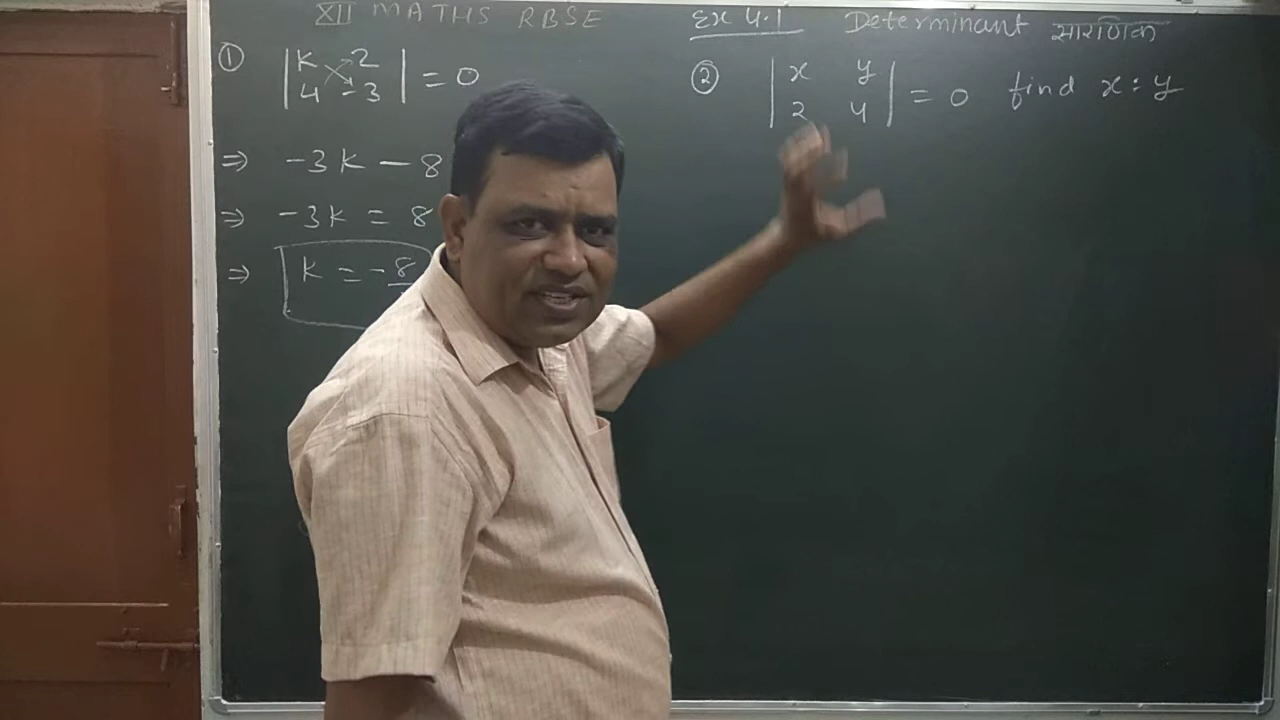 XII MATHS RBSE
Ex 4.1 Determinant सारणिक
① | K 2 |
| 4 -3 | = 0
⇒ -3K - 8
⇒ -3K = 8
⇒ K = -8
② | x y |
| 2 4 | = 0 find x : y